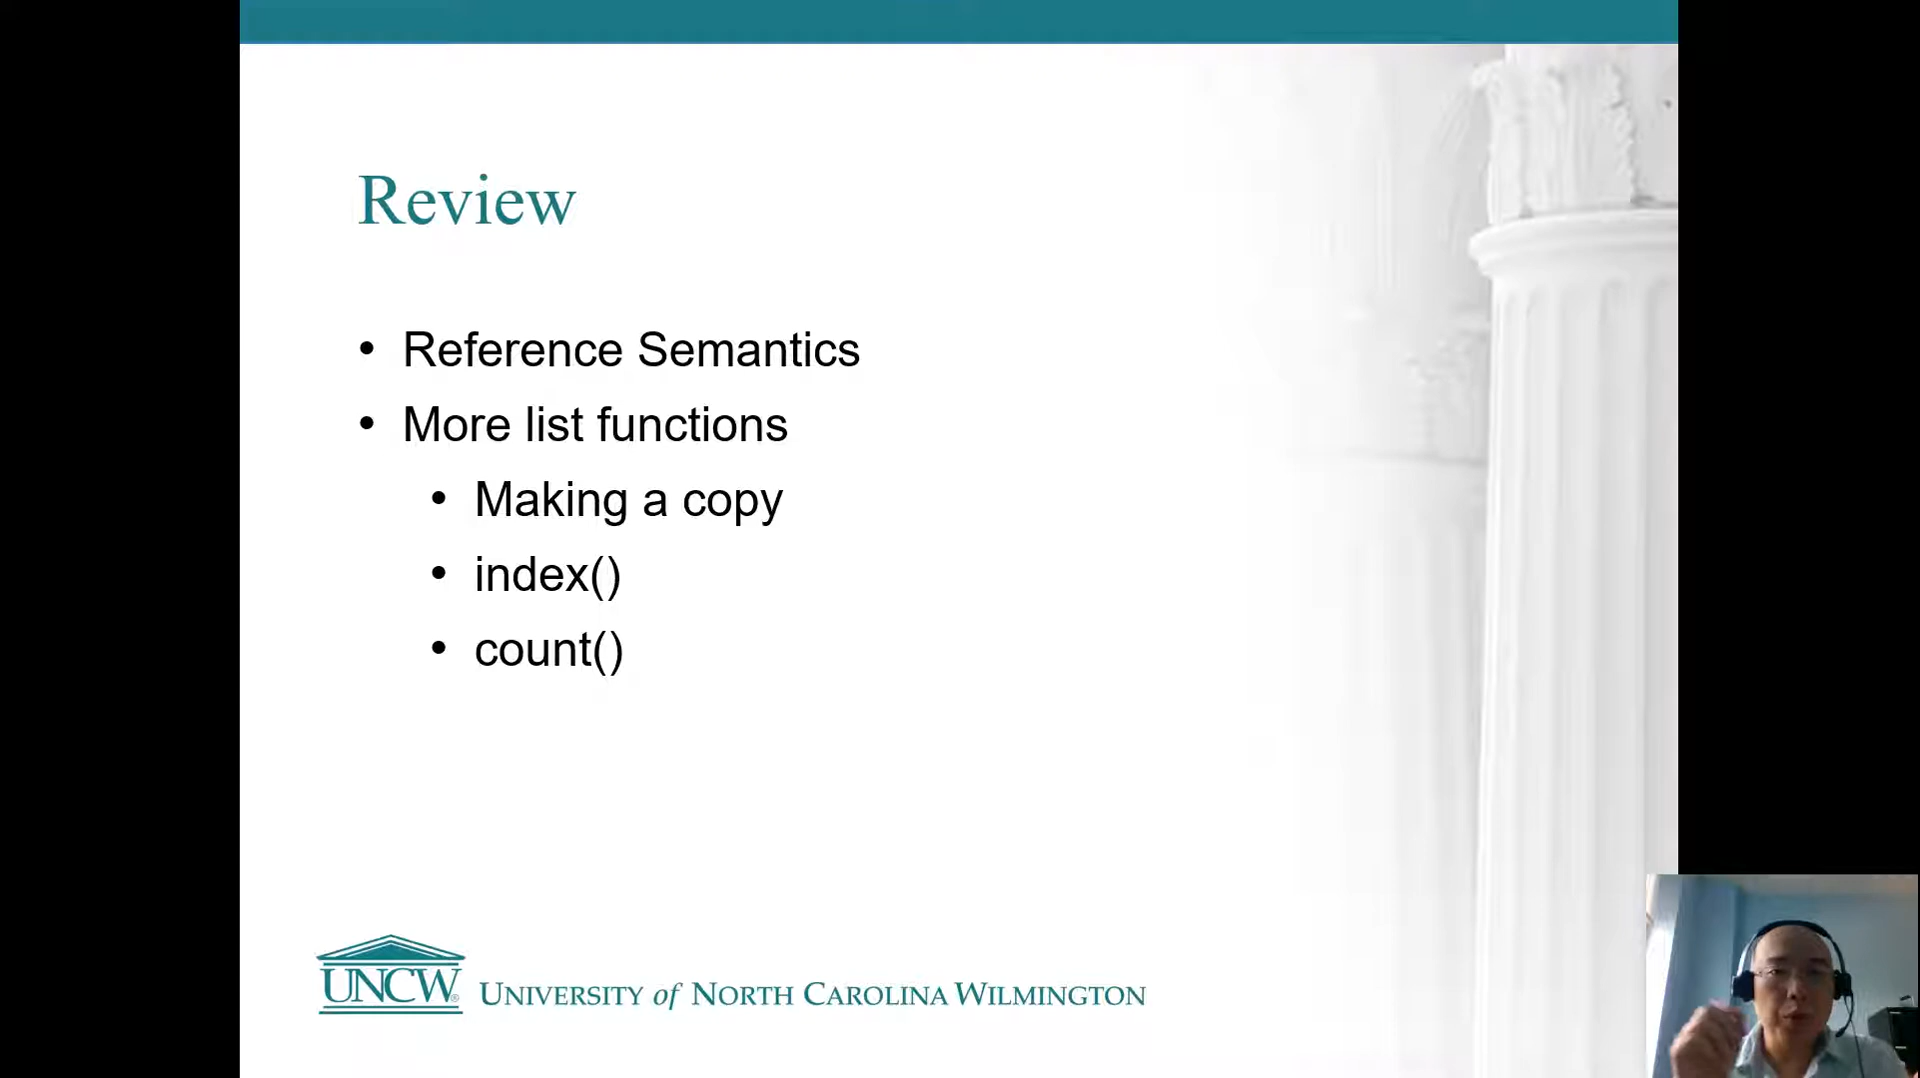 Review
• Reference Semantics
• More list functions
• Making a copy
• index()
• count()
UNCW®
UNIVERSITY of NORTH CAROLINA WILMINGTON